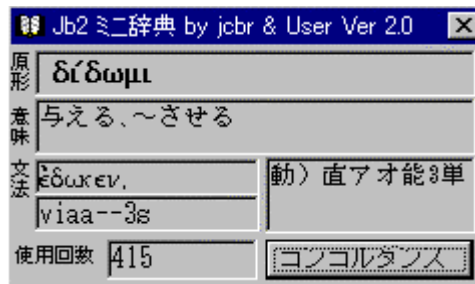 Jb2 ミニ辞典 by jcbr & User Ver 2.0
原形 δίδωμι
意味 与える、～させる
文法 ἔδωκεν, 動）直アオ能3単
viaa--3s
使用回数 415 コンコルダンス